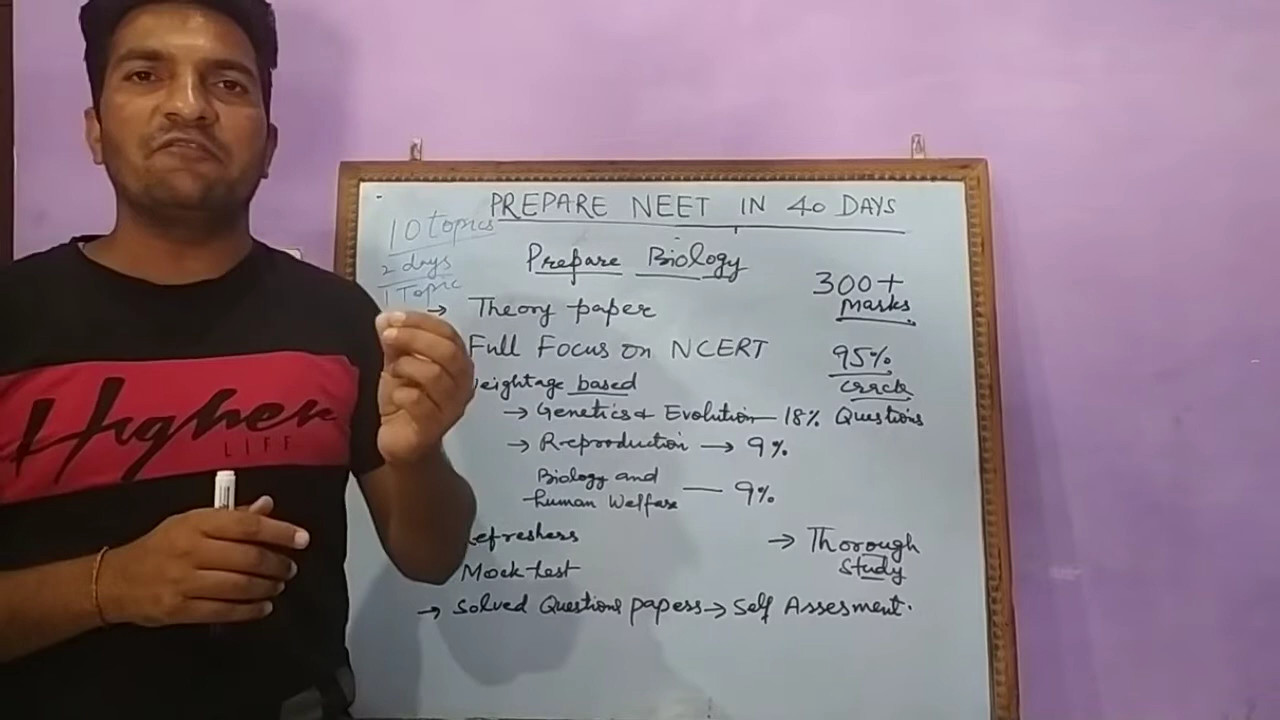 PREPARE NEET IN 40 DAYS
10 topics
2 days
1 Topic
Prepare Biology
300+
Marks
→ Theory paper
Full Focus on NCERT
95%
crack
eightage based
→ Genetics & Evolution — 18% Questions
→ Reproduction → 9%
Biology and
human Welfare — 9%
efreshers
→ Thorough
Study
Mock test
→ Solved Questions papers → Self Assesment.
Higher
LIFE